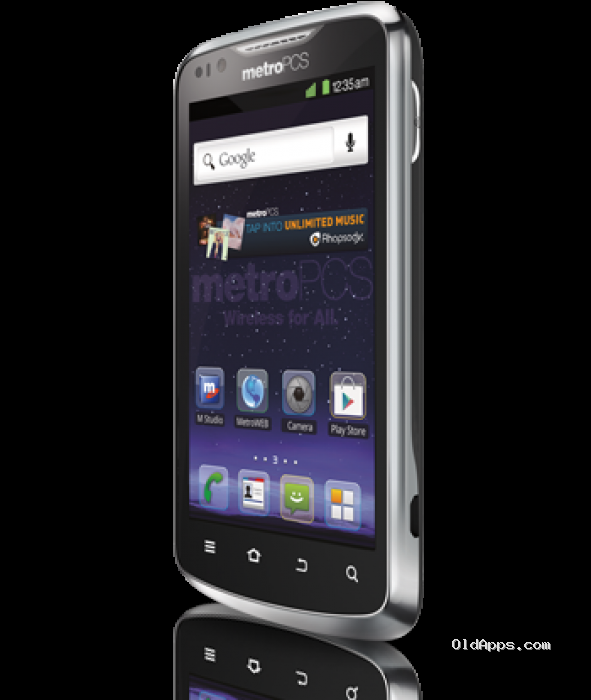 metroPCS
12:35am
Google
metroPCS
TAP INTO UNLIMITED MUSIC
Rhapsody
metroPCS
Wireless for All.
M Studio
MetroWEB
Camera
Play Store
3
OldApps.com